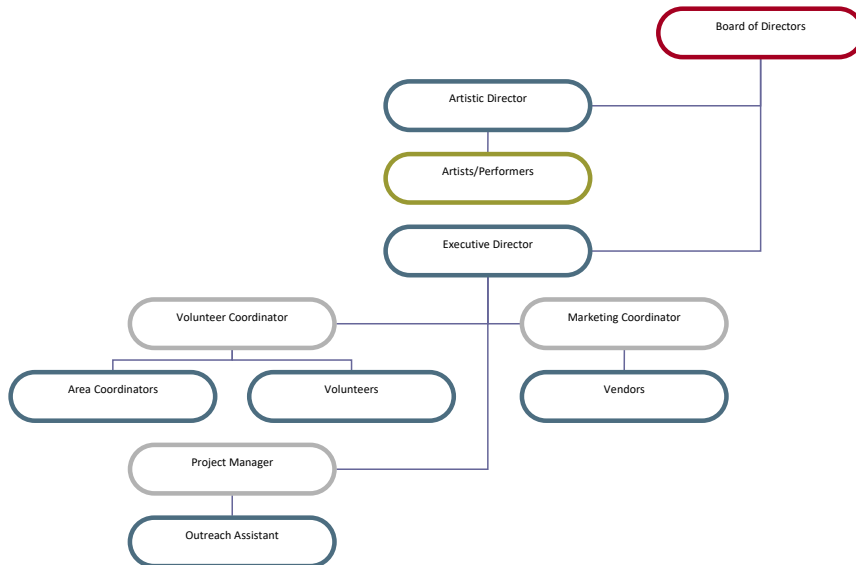 Board of Directors
Artistic Director
Artists/Performers
Executive Director
Volunteer Coordinator
Marketing Coordinator
Area Coordinators
Volunteers
Vendors
Project Manager
Outreach Assistant